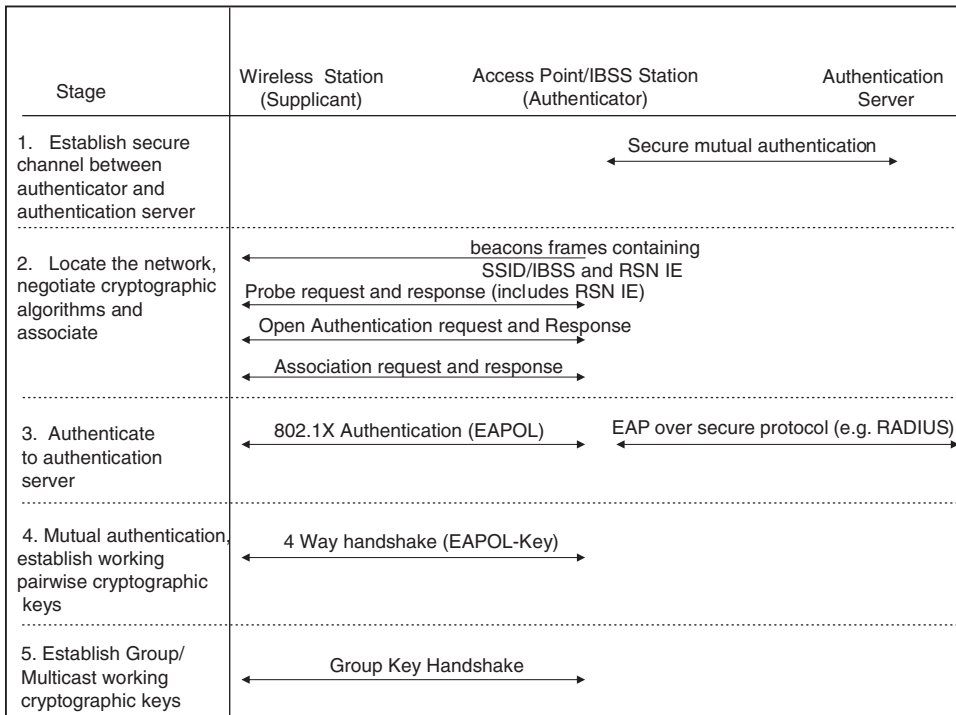 Stage
Wireless Station
(Supplicant)
Access Point/IBSS Station
(Authenticator)
Authentication
Server
1. Establish secure
channel between
authenticator and
authentication server
Secure mutual authentication
2. Locate the network,
negotiate cryptographic
algorithms and
associate
beacons frames containing
SSID/IBSS and RSN IE
Probe request and response (includes RSN IE)
Open Authentication request and Response
Association request and response
3. Authenticate
to authentication
server
802.1X Authentication (EAPOL)
EAP over secure protocol (e.g. RADIUS)
4. Mutual authentication,
establish working
pairwise cryptographic
keys
4 Way handshake (EAPOL-Key)
5. Establish Group/
Multicast working
cryptographic keys
Group Key Handshake